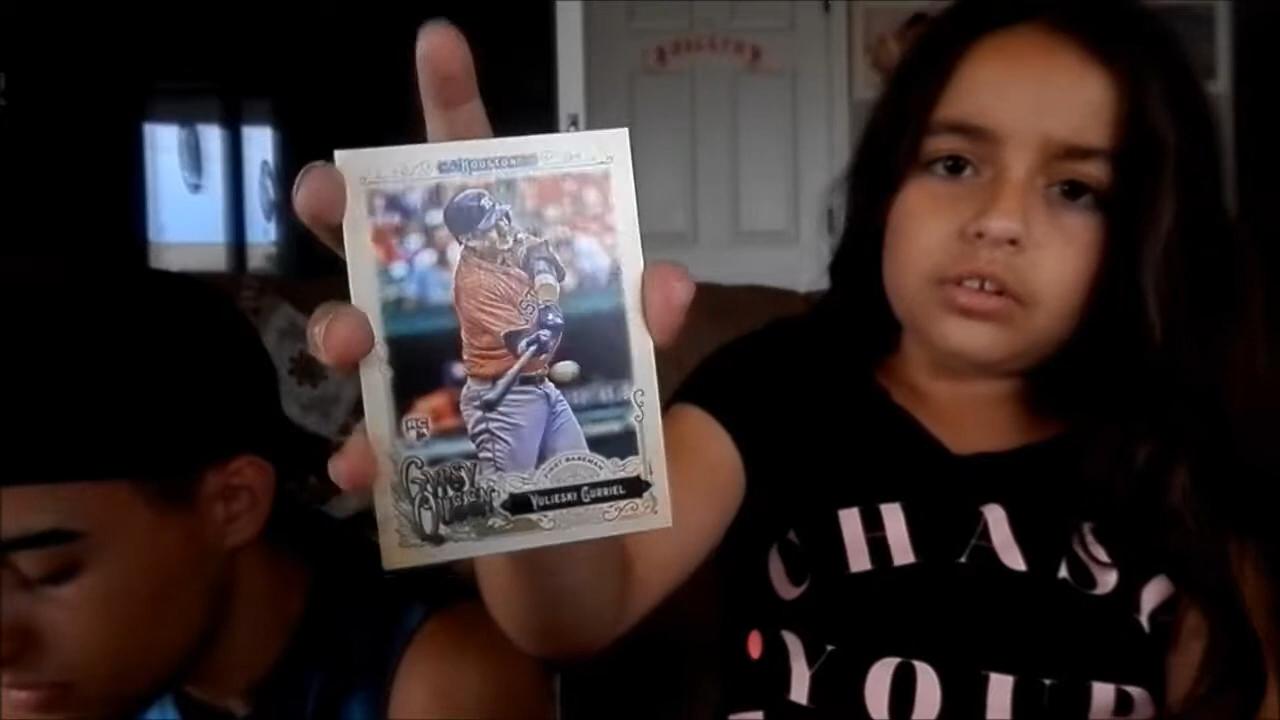 HOUSTON
RC
GYPSY
QUEEN
FIRST BASEMAN
YULIESKI GURRIEL
CHASE
YOUR